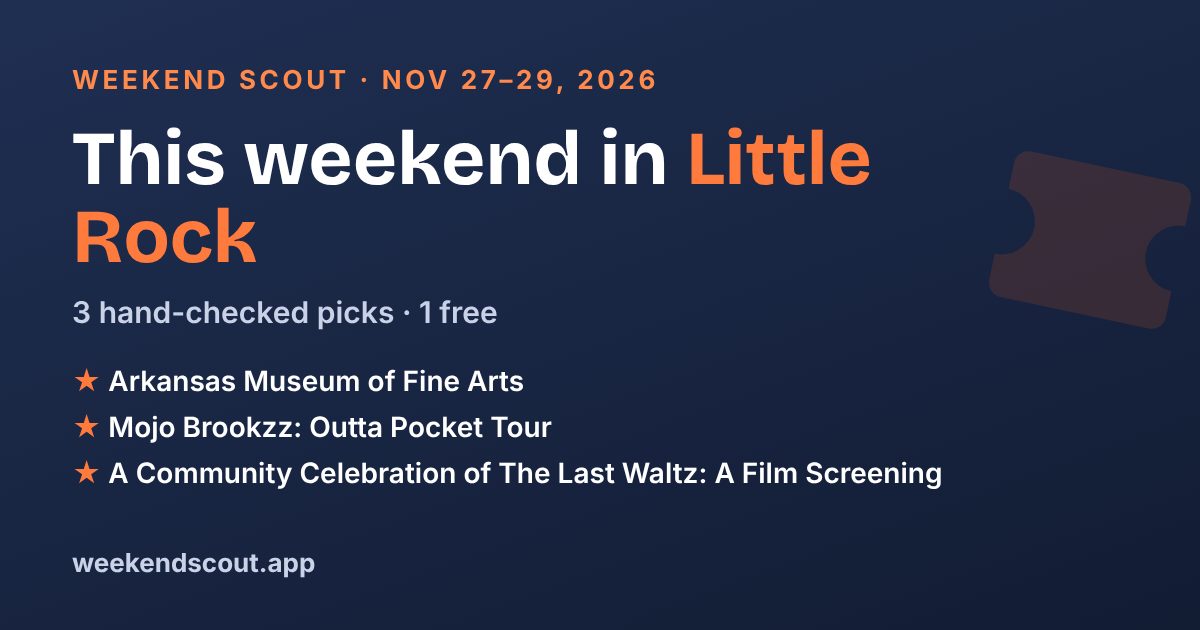 WEEKEND SCOUT · NOV 27–29, 2026
This weekend in Little
Rock
3 hand-checked picks · 1 free
★ Arkansas Museum of Fine Arts
★ Mojo Brookzz: Outta Pocket Tour
★ A Community Celebration of The Last Waltz: A Film Screening
weekendscout.app